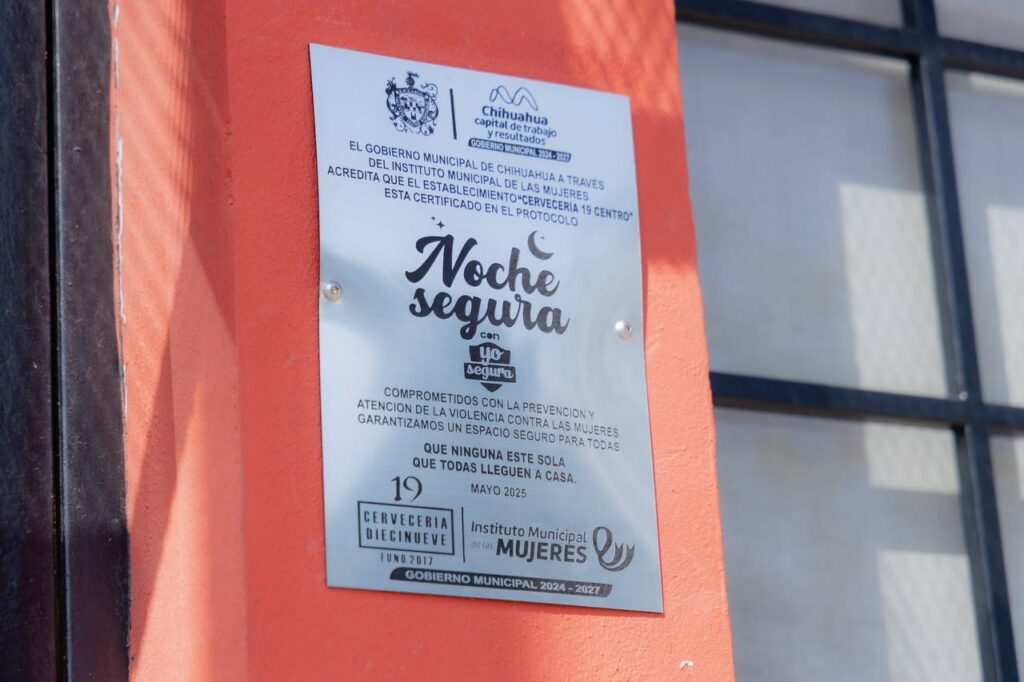 Chihuahua
capital de trabajo
y resultados
GOBIERNO MUNICIPAL 2024 - 2027
EL GOBIERNO MUNICIPAL DE CHIHUAHUA A TRAVÉS
DEL INSTITUTO MUNICIPAL DE LAS MUJERES
ACREDITA QUE EL ESTABLECIMIENTO "CERVECERÍA 19 CENTRO"
ESTA CERTIFICADO EN EL PROTOCOLO
Noche
segura
con
yo
segura
COMPROMETIDOS CON LA PREVENCION Y
ATENCION DE LA VIOLENCIA CONTRA LAS MUJERES
GARANTIZAMOS UN ESPACIO SEGURO PARA TODAS
QUE NINGUNA ESTE SOLA
QUE TODAS LLEGUEN A CASA.
MAYO 2025
19
CERVECERÍA
DIECINUEVE
FUND.2017
Instituto Municipal
de las MUJERES
GOBIERNO MUNICIPAL 2024 - 2027